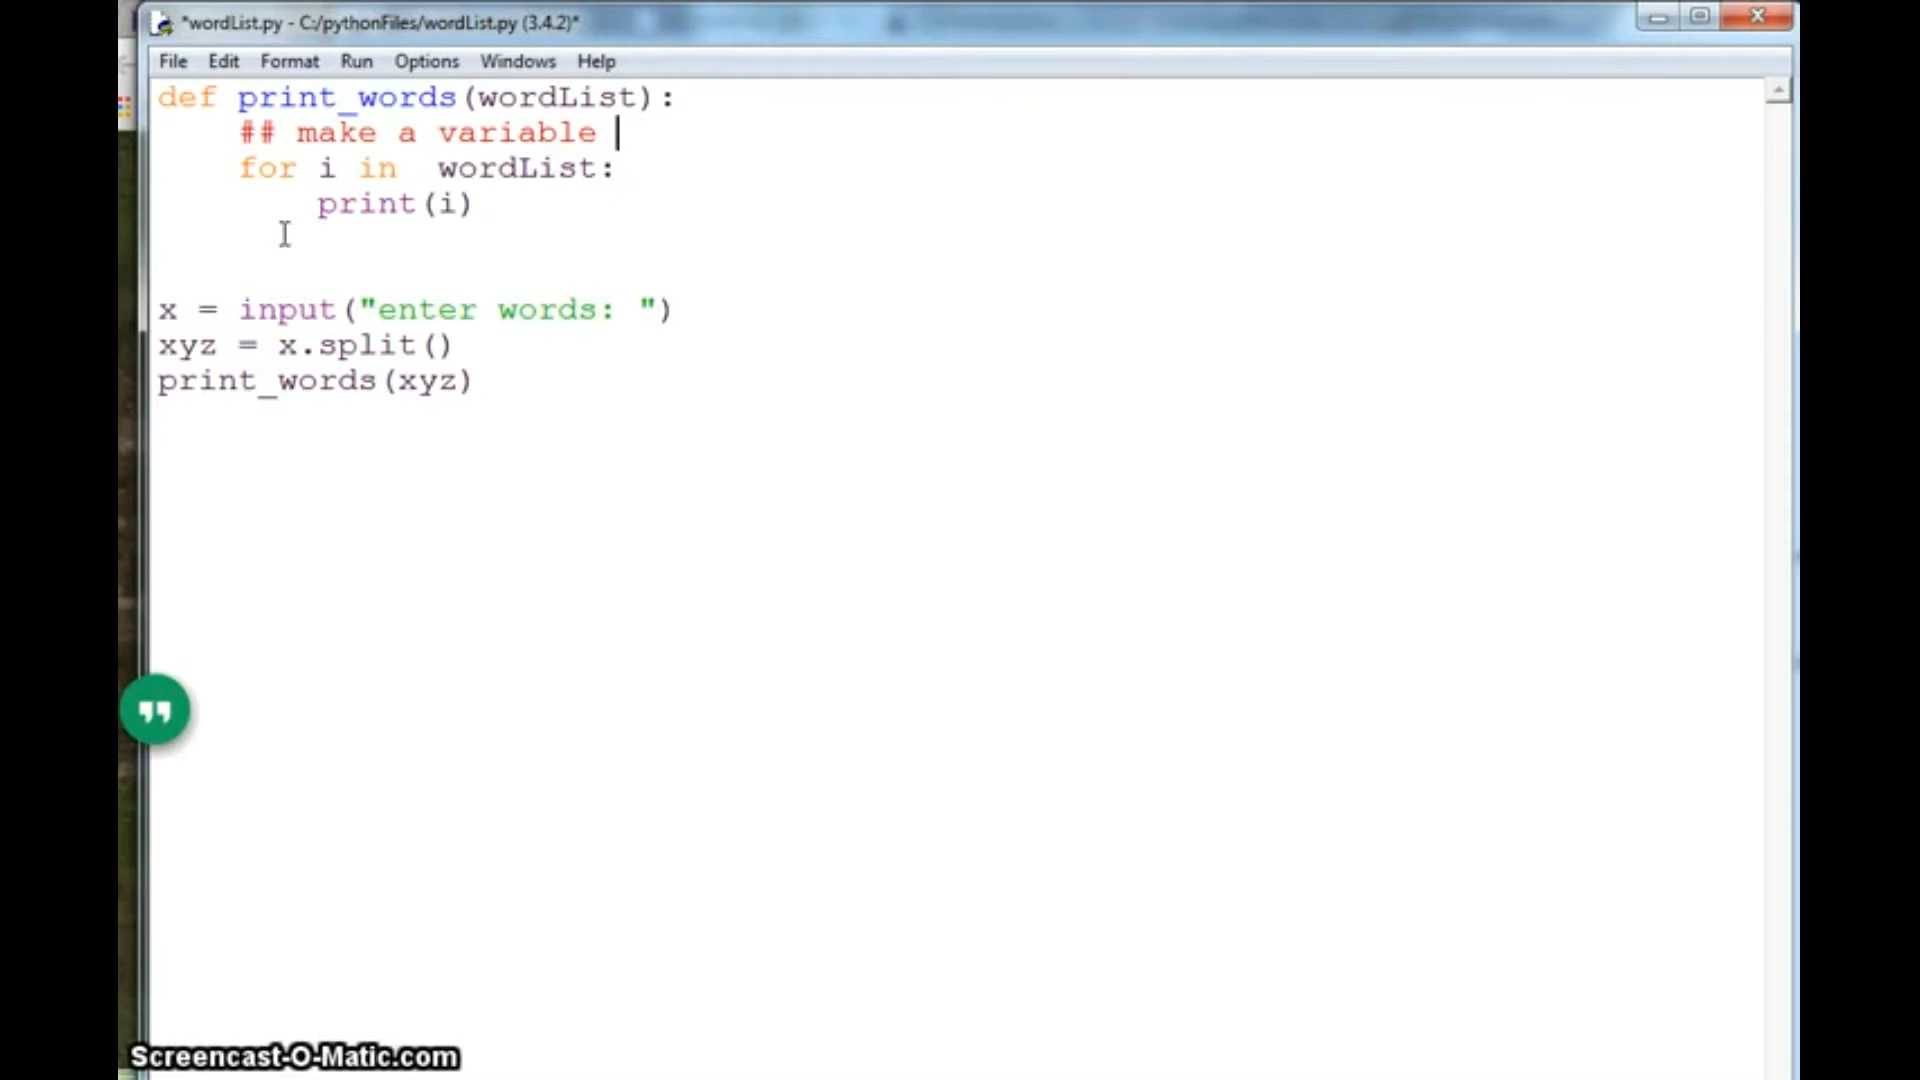 *wordList.py - C:/pythonFiles/wordList.py (3.4.2)*
File Edit Format Run Options Windows Help
def print_words(wordList):
    ## make a variable
    for i in  wordList:
        print(i)
x = input("enter words: ")
xyz = x.split()
print_words(xyz)
Screencast-O-Matic.com